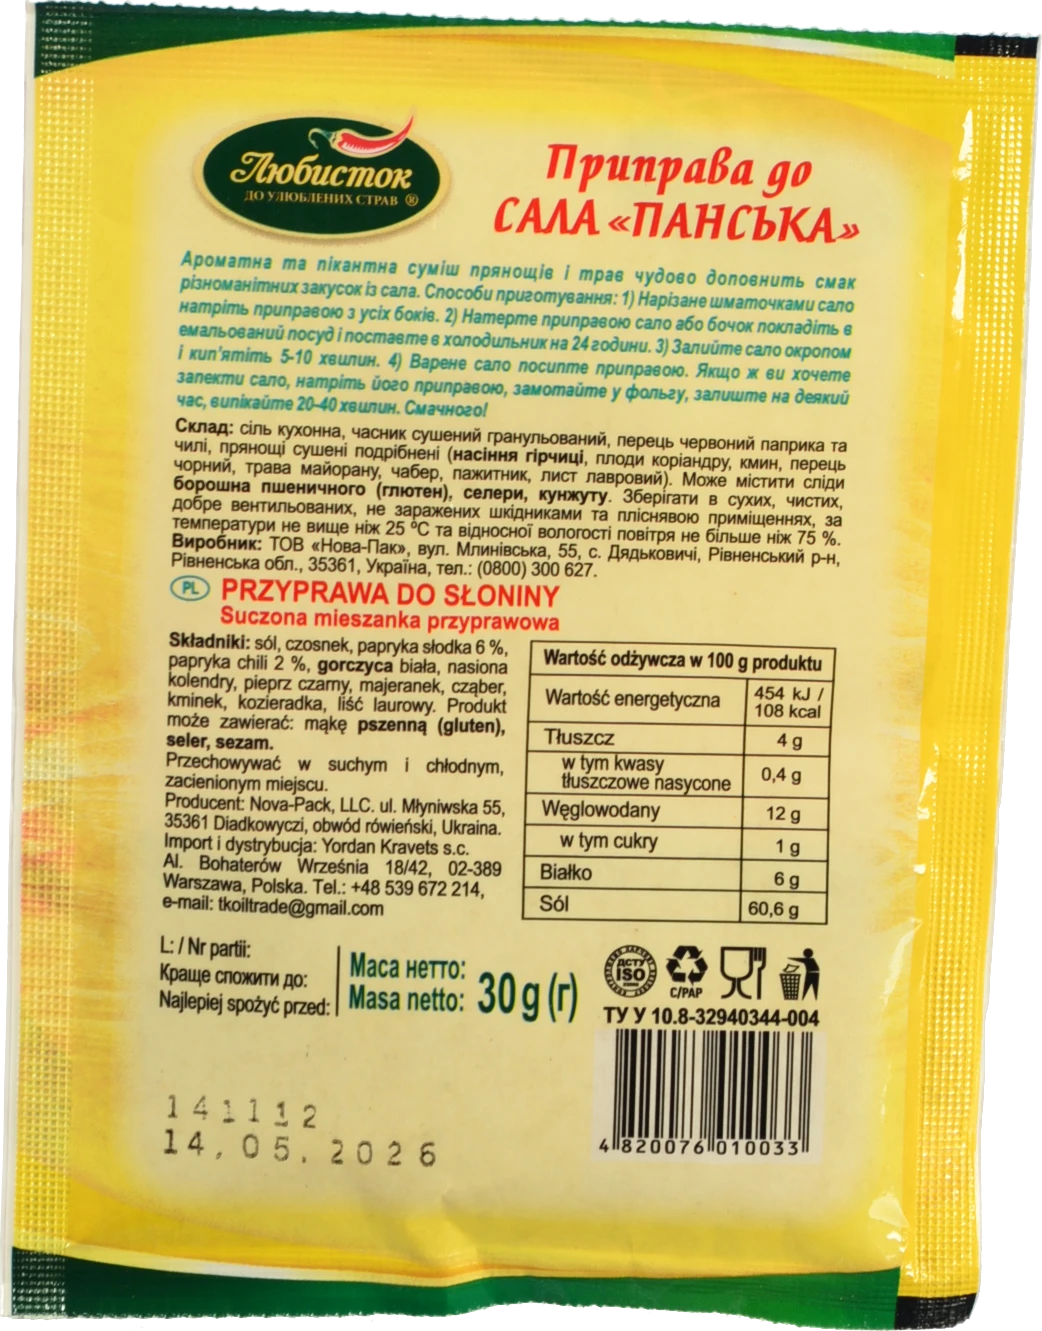 Любисток
ДО УЛЮБЛЕНИХ СТРАВ ®
Приправа до
САЛА «ПАНСЬКА»
Ароматна та пікантна суміш прянощів і трав чудово доповнить смак
різноманітних закусок із сала. Способи приготування: 1) Нарізане шматочками сало
натріть приправою з усіх боків. 2) Натерте приправою сало або бочок покладіть в
емальований посуд і поставте в холодильник на 24 години. 3) Залийте сало окропом
і кип'ятіть 5-10 хвилин. 4) Варене сало посипте приправою. Якщо ж ви хочете
запекти сало, натріть його приправою, замотайте у фольгу, залиште на деякий
час, випікайте 20-40 хвилин. Смачного!
Склад: сіль кухонна, часник сушений гранульований, перець червоний паприка та
чилі, прянощі сушені подрібнені (насіння гірчиці, плоди коріандру, кмин, перець
чорний, трава майорану, чабер, пажитник, лист лавровий). Може містити сліди
борошна пшеничного (глютен), селери, кунжуту. Зберігати в сухих, чистих,
добре вентильованих, не заражених шкідниками та пліснявою приміщеннях, за
температури не вище ніж 25 ºС та відносної вологості повітря не більше ніж 75 %.
Виробник: ТОВ «Нова-Пак», вул. Млинівська, 55, с. Дядьковичі, Рівненський р-н,
Рівненська обл., 35361, Україна, тел.: (0800) 300 627.
PL PRZYPRAWA DO SŁONINY
Suczona mieszanka przyprawowa
Składniki: sól, czosnek, papryka słodka 6 %,
papryka chili 2 %, gorczyca biała, nasiona
kolendry, pieprz czarny, majeranek, cząber,
kminek, kozieradka, liść laurowy. Produkt
może zawierać: mąkę pszenną (gluten),
seler, sezam.
Przechowywać w suchym i chłodnym,
zacienionym miejscu.
Producent: Nova-Pack, LLC. ul. Młyniwska 55,
35361 Diadkowyczi, obwód rówieński, Ukraina.
Import i dystrybucja: Yordan Kravets s.c.
Al. Bohaterów Września 18/42, 02-389
Warszawa, Polska. Tel.: +48 539 672 214,
e-mail: tkoiltrade@gmail.com
Wartość odżywcza w 100 g produktu
Wartość energetyczna 454 kJ /
108 kcal
Tłuszcz 4 g
w tym kwasy
tłuszczowe nasycone 0,4 g
Węglowodany 12 g
w tym cukry 1 g
Białko 6 g
Sól 60,6 g
L: / Nr partii:
Краще спожити до:
Najlepiej spożyć przed:
Маса нетто:
Masa netto: 30 g (г)
ДСТУ
ISO
C/PAP
ТУ У 10.8-32940344-004
4 820076 010033
141112
14.05.2026